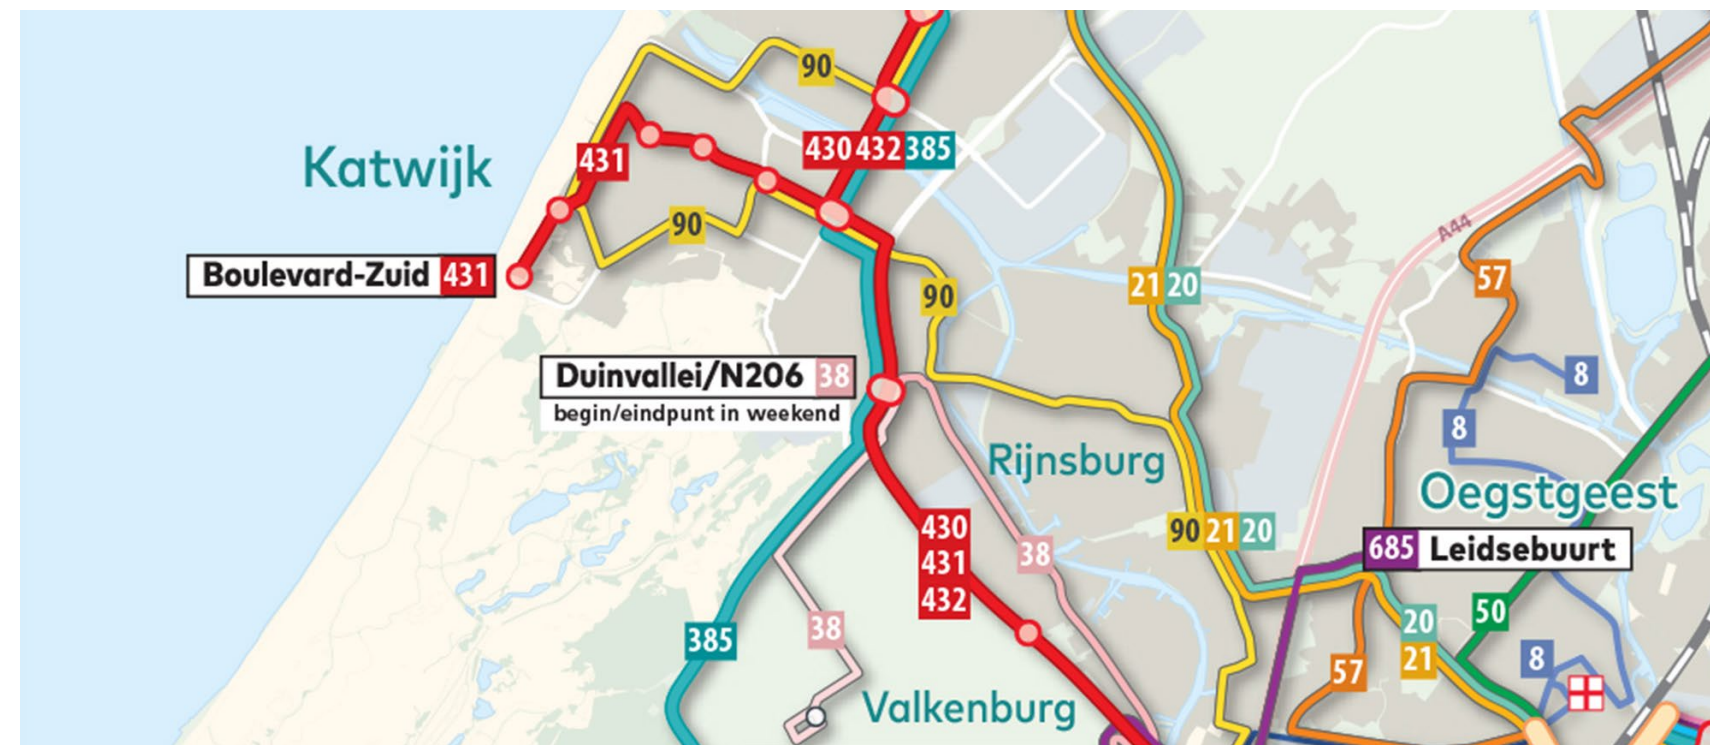 90
430 432 385
431
Katwijk
90
Boulevard-Zuid 431
A44
57
21 20
90
Duinvallei/N206 38
begin/eindpunt in weekend
8
8
Rijnsburg
Oegstgeest
430
431
432
38
90 21 20
685 Leidsebuurt
385
38
20
21
50
57
8
Valkenburg